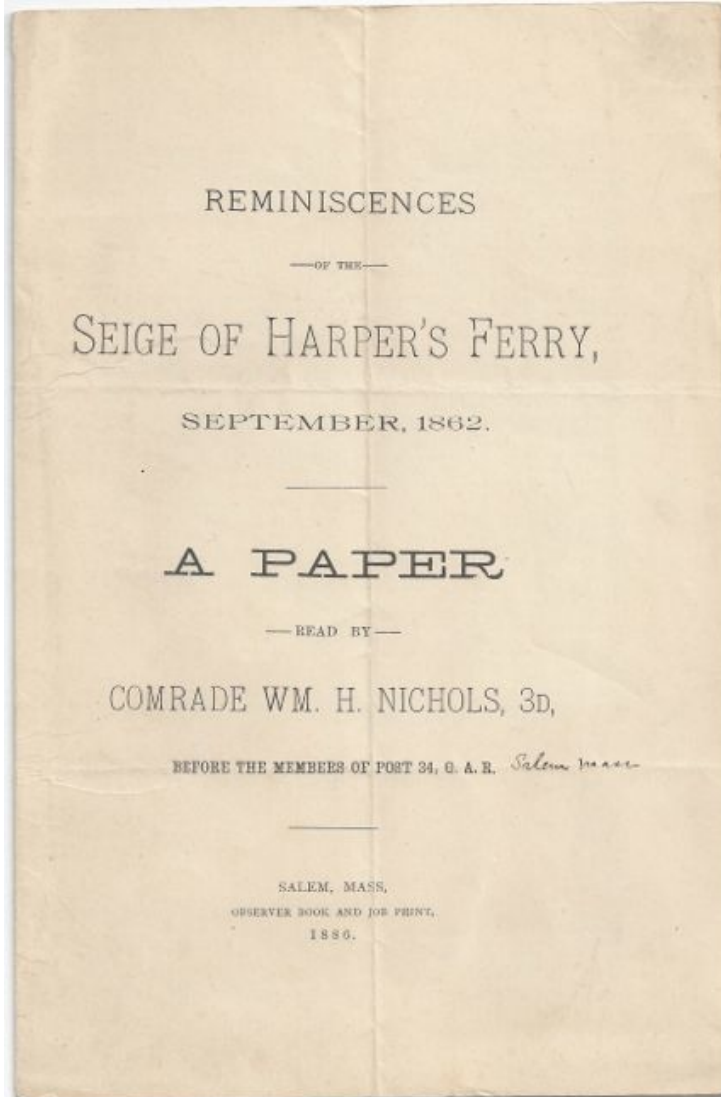 REMINISCENCES
—OF THE—
SEIGE OF HARPER'S FERRY,
SEPTEMBER, 1862.
A PAPER
—READ BY—
COMRADE WM. H. NICHOLS, 3D,
BEFORE THE MEMBERS OF POST 34, G. A. R. Salem Mass
SALEM, MASS,
OBSERVER BOOK AND JOB PRINT,
1886.